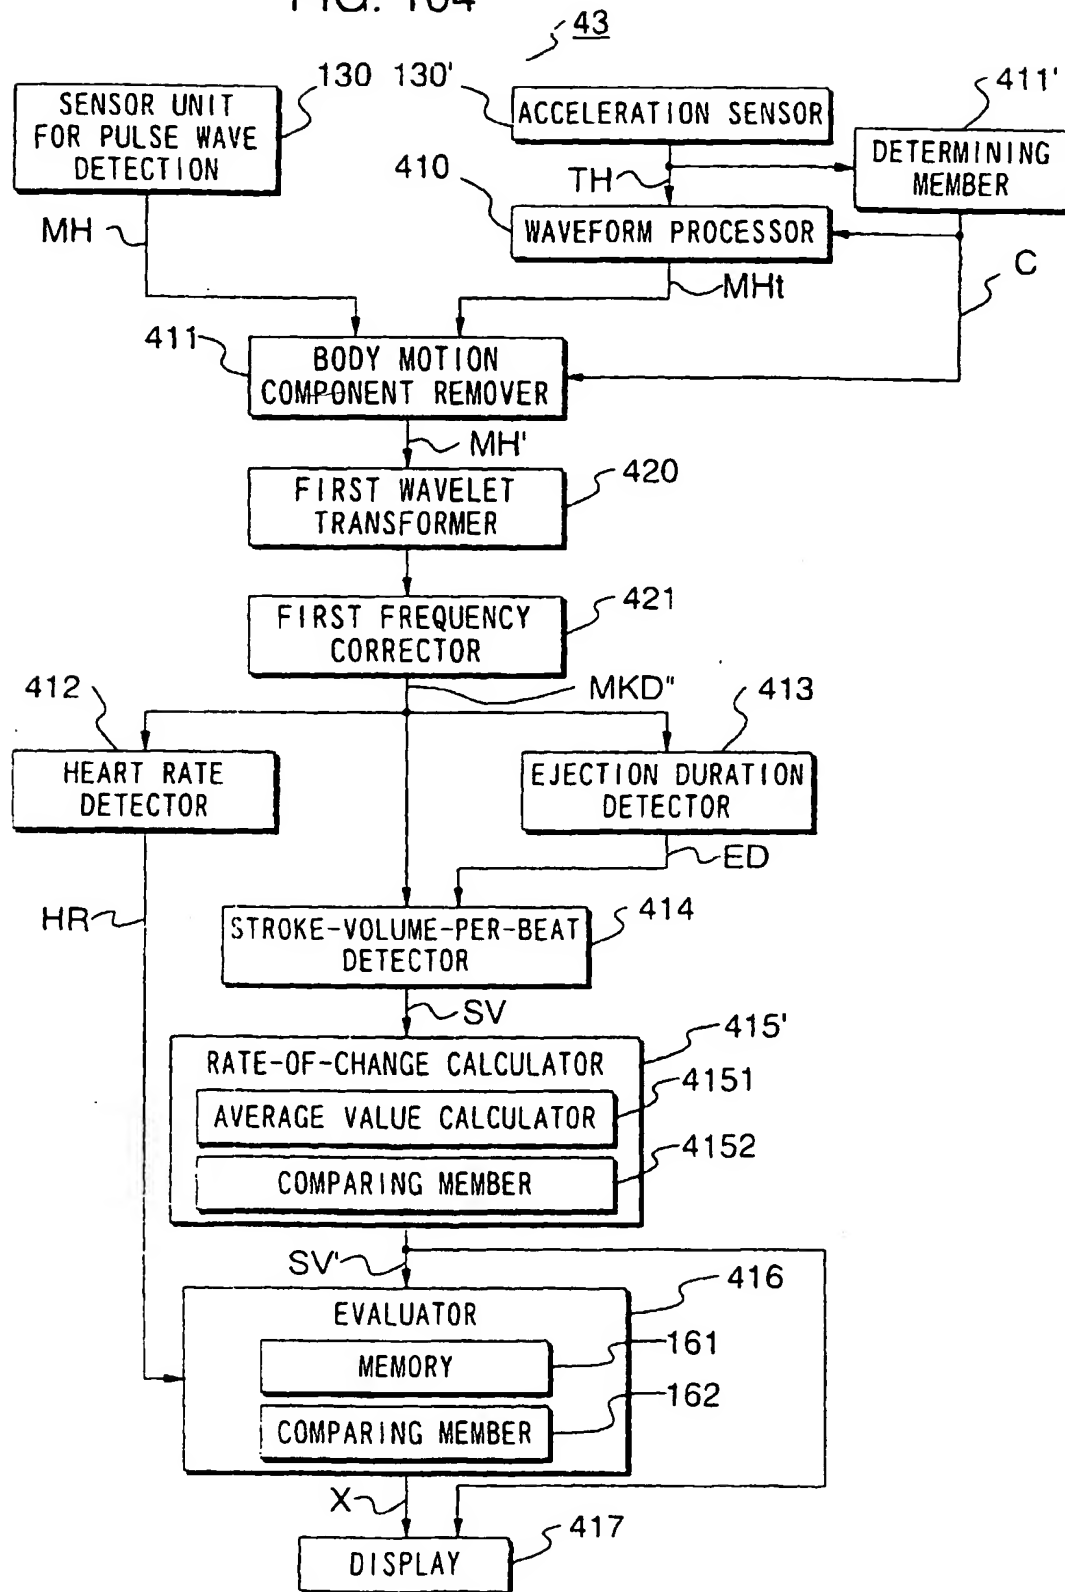 FIG. 104
43
130
130'
411'
SENSOR UNIT
FOR PULSE WAVE
DETECTION
ACCELERATION SENSOR
DETERMINING
MEMBER
410
TH
MH
WAVEFORM PROCESSOR
C
MHt
411
BODY MOTION
COMPONENT REMOVER
MH'
420
FIRST WAVELET
TRANSFORMER
421
FIRST FREQUENCY
CORRECTOR
412
MKD"
413
HEART RATE
DETECTOR
EJECTION DURATION
DETECTOR
ED
HR
414
STROKE-VOLUME-PER-BEAT
DETECTOR
SV
415'
RATE-OF-CHANGE CALCULATOR
4151
AVERAGE VALUE CALCULATOR
4152
COMPARING MEMBER
SV'
416
EVALUATOR
161
MEMORY
162
COMPARING MEMBER
X
417
DISPLAY